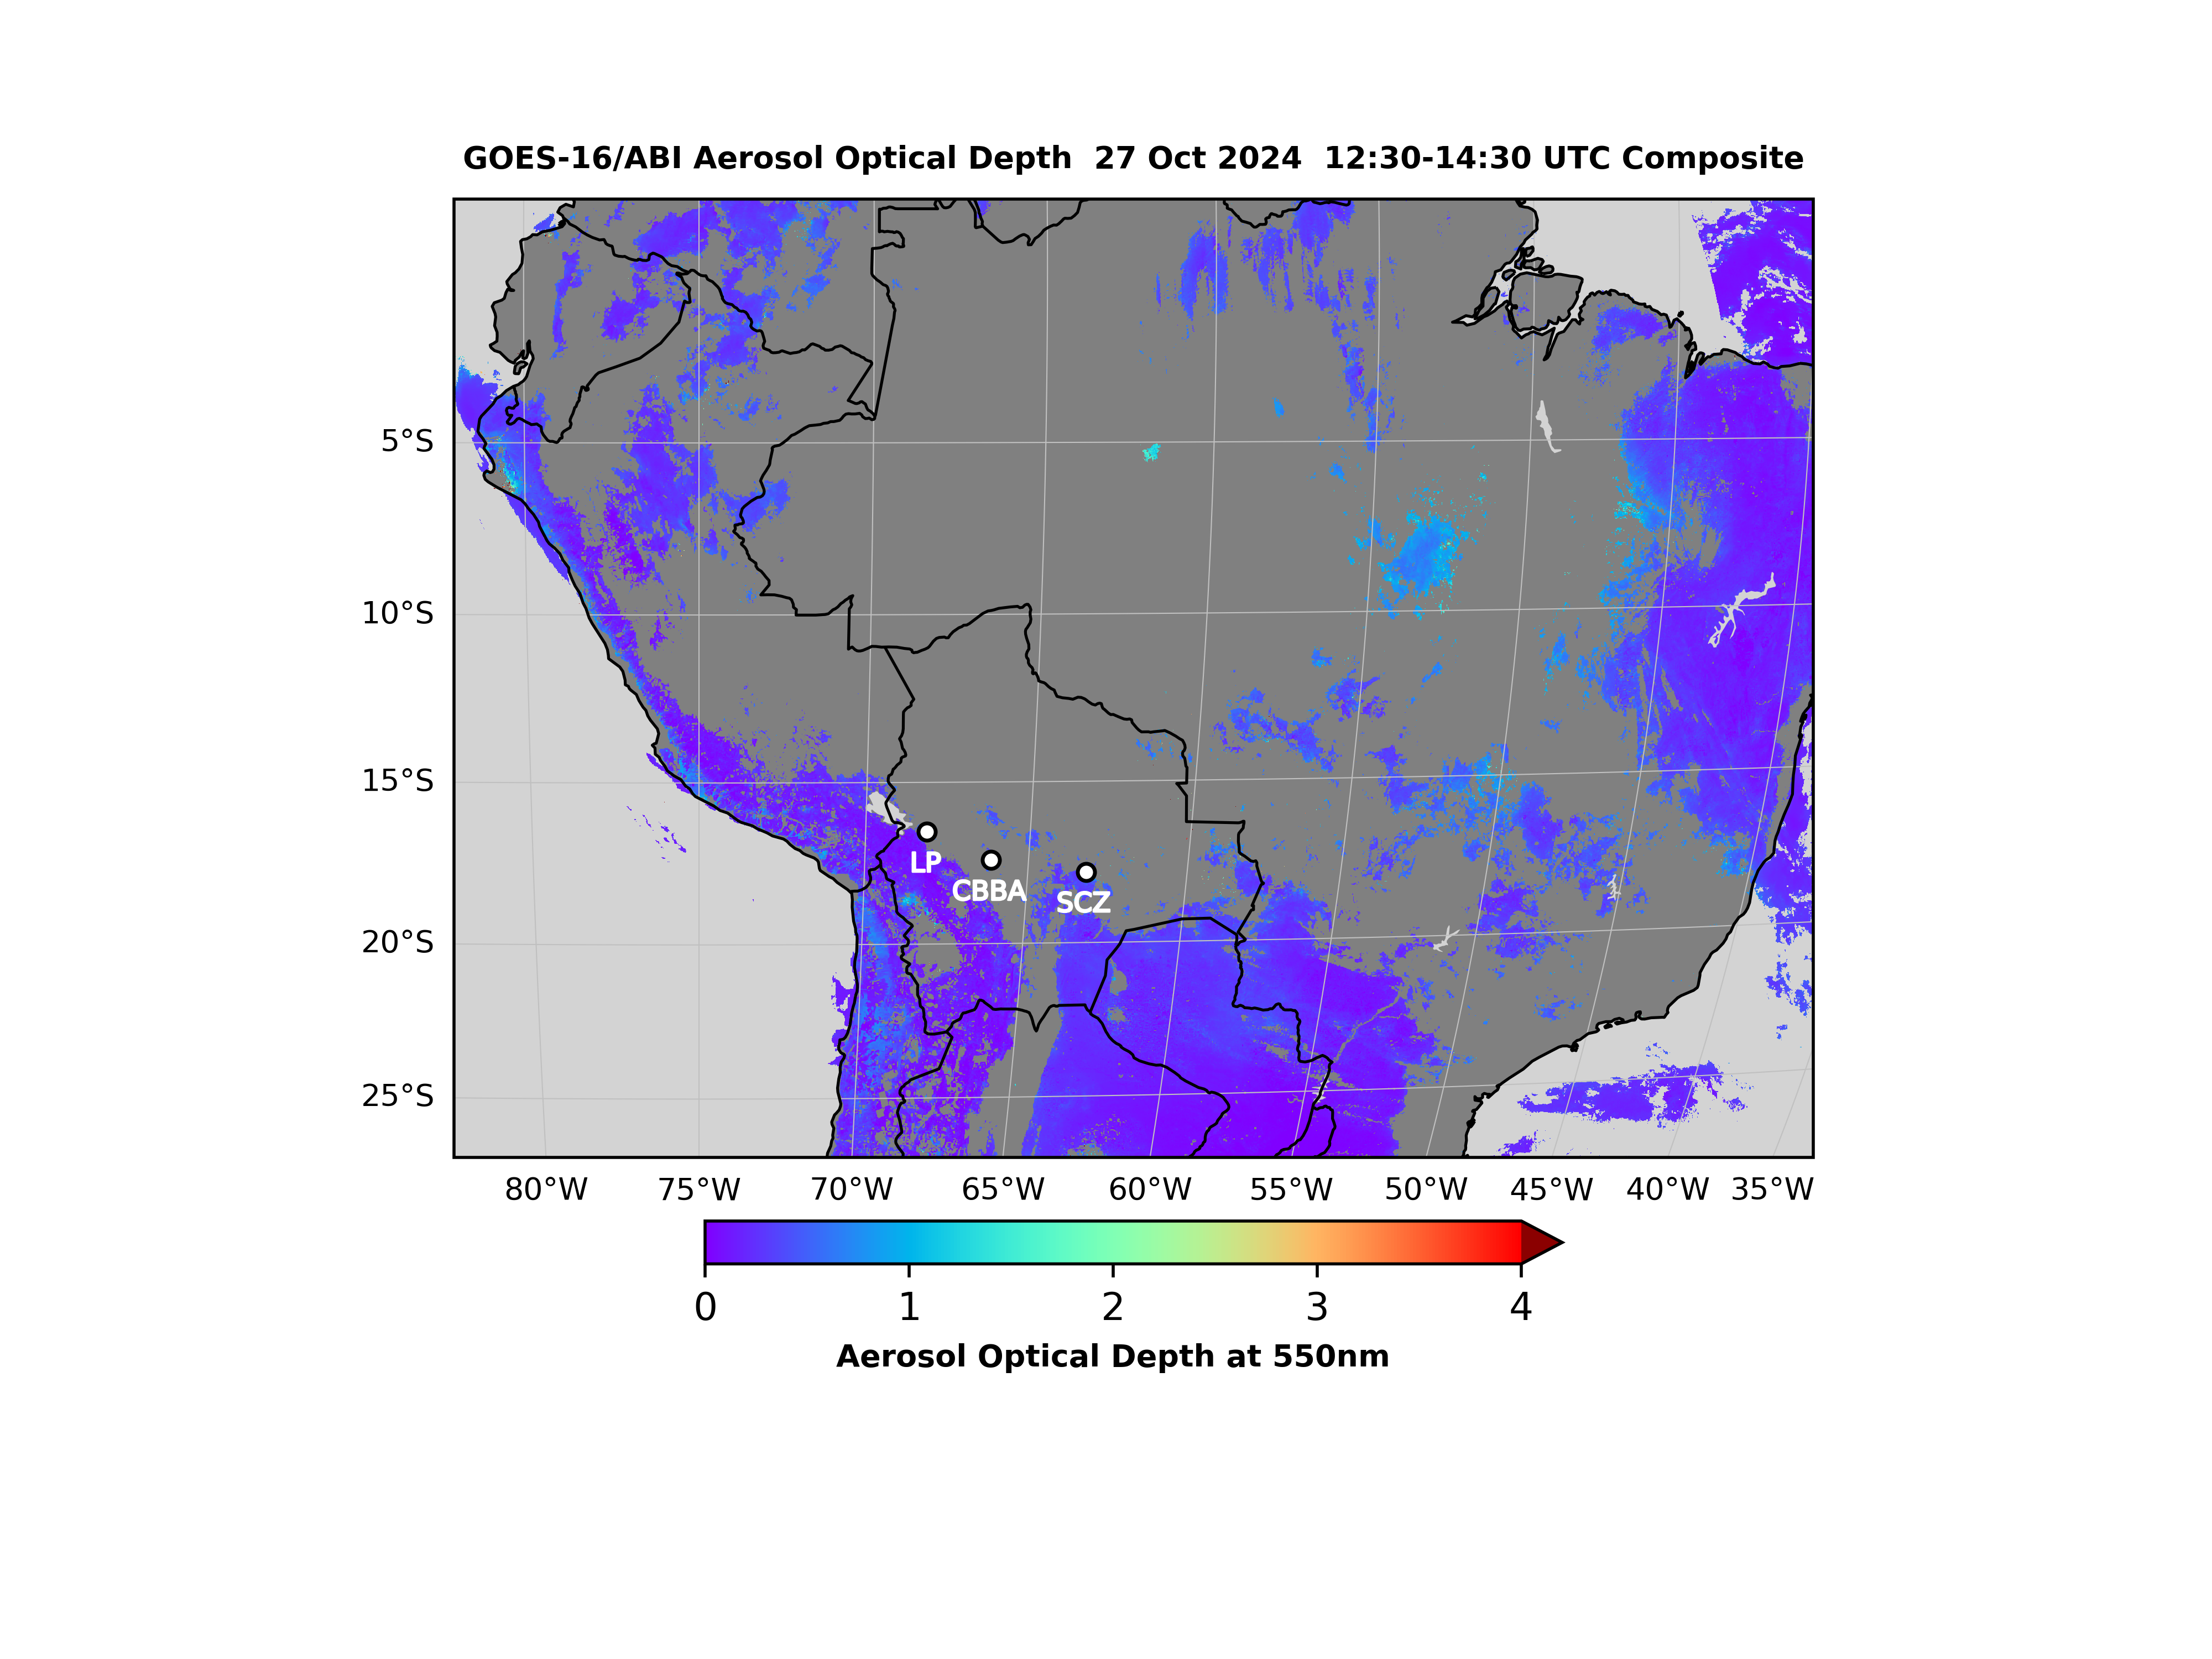 GOES-16/ABI Aerosol Optical Depth  27 Oct 2024  12:30-14:30 UTC Composite
5°S
10°S
15°S
LP
CBBA
SCZ
20°S
25°S
80°W 75°W 70°W 65°W 60°W 55°W 50°W 45°W 40°W 35°W
0 1 2 3 4
Aerosol Optical Depth at 550nm